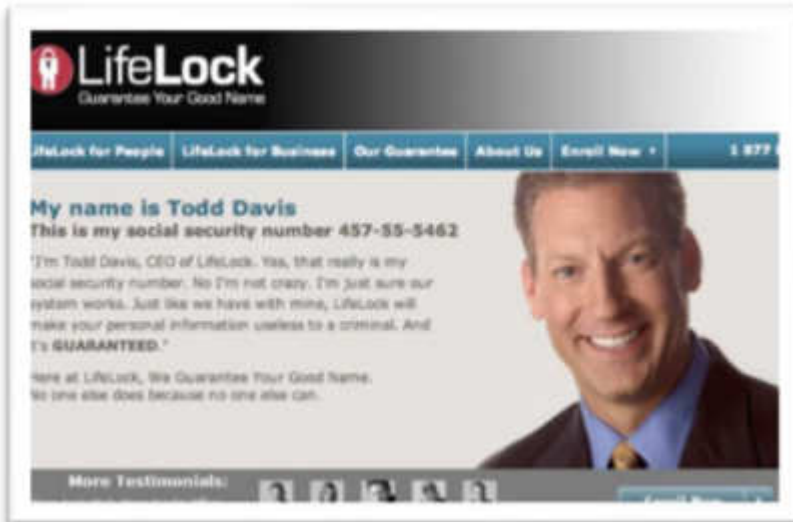 LifeLock
Guarantee Your Good Name
LifeLock for People LifeLock for Business Our Guarantee About Us Enroll Now 1 877
My name is Todd Davis
This is my social security number 457-55-5462
"I'm Todd Davis, CEO of LifeLock. Yes, that really is my
social security number. No I'm not crazy. I'm just sure our
system works. Just like we have with mine, LifeLock will
make your personal information useless to a criminal. And
it's GUARANTEED."
Here at LifeLock, We Guarantee Your Good Name.
No one else does because no one else can.
More Testimonials:
Enroll Now